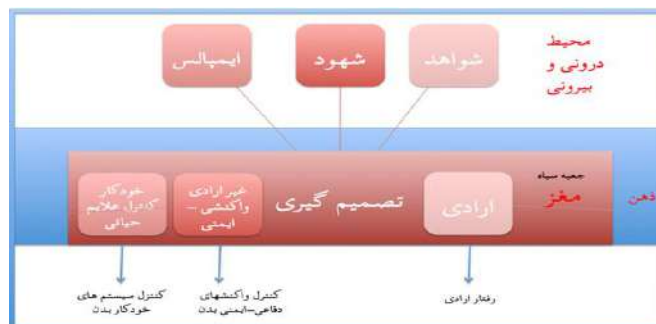 شواهد
شهود
ایمپالس
محیط
درونی و
بیرونی
ذهن
جعبه سیاه
مغز
ارادی
تصمیم گیری
غیر ارادی
واکنشی –
ایمنی
خودکار
کنترل علایم
حیاتی
رفتار ارادی
کنترل واکنشهای
دفاعی-ایمنی بدن
کنترل سیستم های
خودکار بدن